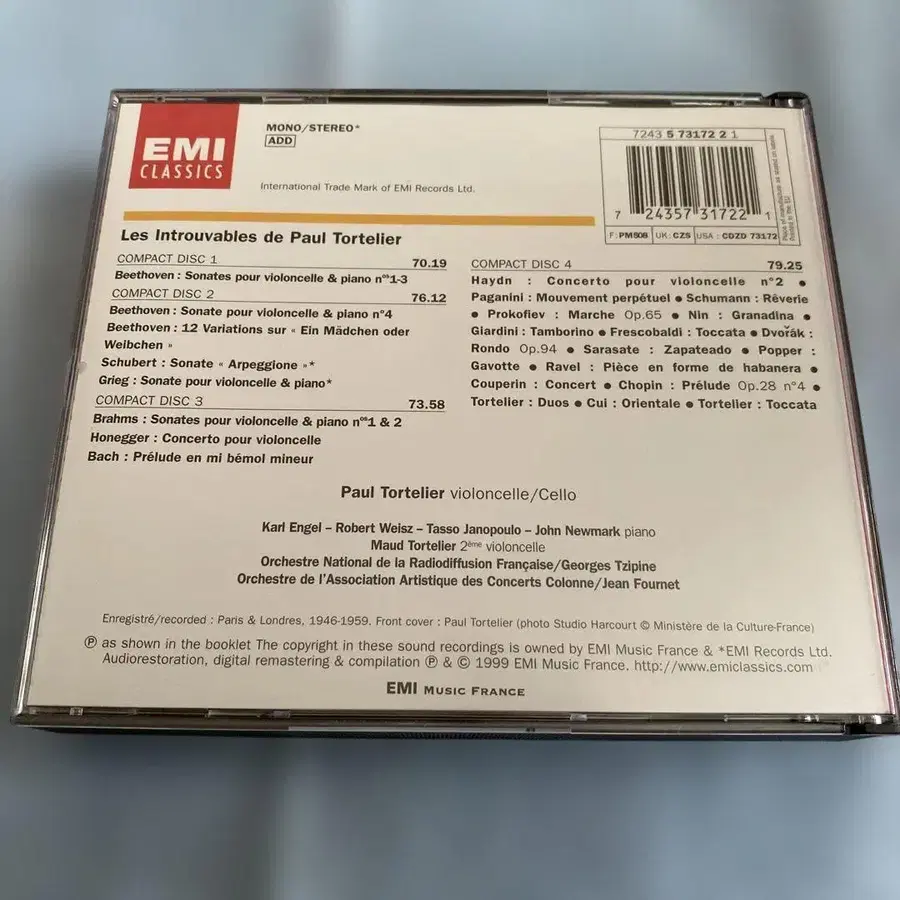 EMI
CLASSICS
MONO/STEREO*
ADD
International Trade Mark of EMI Records Ltd.
7243 5 73172 2 1
7 24357 31722 1
F: PM508 UK: CZS USA: CDZD 73172
Printed in the EU
Les Introuvables de Paul Tortelier
COMPACT DISC 1 70.19
Beethoven : Sonates pour violoncelle & piano nos1-3
COMPACT DISC 2 76.12
Beethoven : Sonate pour violoncelle & piano n°4
Beethoven : 12 Variations sur « Ein Mädchen oder
Weibchen »
Schubert : Sonate « Arpeggione »*
Grieg : Sonate pour violoncelle & piano*
COMPACT DISC 3 73.58
Brahms : Sonates pour violoncelle & piano nos1 & 2
Honegger : Concerto pour violoncelle
Bach : Prélude en mi bémol mineur
COMPACT DISC 4 79.25
Haydn : Concerto pour violoncelle n°2 ●
Paganini : Mouvement perpétuel ● Schumann : Rêverie
● Prokofiev : Marche Op.65 ● Nin : Granadina ●
Giardini : Tamborino ● Frescobaldi : Toccata ● Dvořák :
Rondo Op.94 ● Sarasate : Zapateado ● Popper :
Gavotte ● Ravel : Pièce en forme de habanera ●
Couperin : Concert ● Chopin : Prélude Op.28 n°4 ●
Tortelier : Duos ● Cui : Orientale ● Tortelier : Toccata
Paul Tortelier violoncelle/Cello
Karl Engel – Robert Weisz – Tasso Janopoulo – John Newmark piano
Maud Tortelier 2ème violoncelle
Orchestre National de la Radiodiffusion Française/Georges Tzipine
Orchestre de l'Association Artistique des Concerts Colonne/Jean Fournet
Enregistré/recorded : Paris & Londres, 1946-1959. Front cover : Paul Tortelier (photo Studio Harcourt © Ministère de la Culture-France)
℗ as shown in the booklet The copyright in these sound recordings is owned by EMI Music France & *EMI Records Ltd.
Audiorestoration, digital remastering & compilation ℗ & © 1999 EMI Music France. http://www.emiclassics.com
EMI MUSIC FRANCE